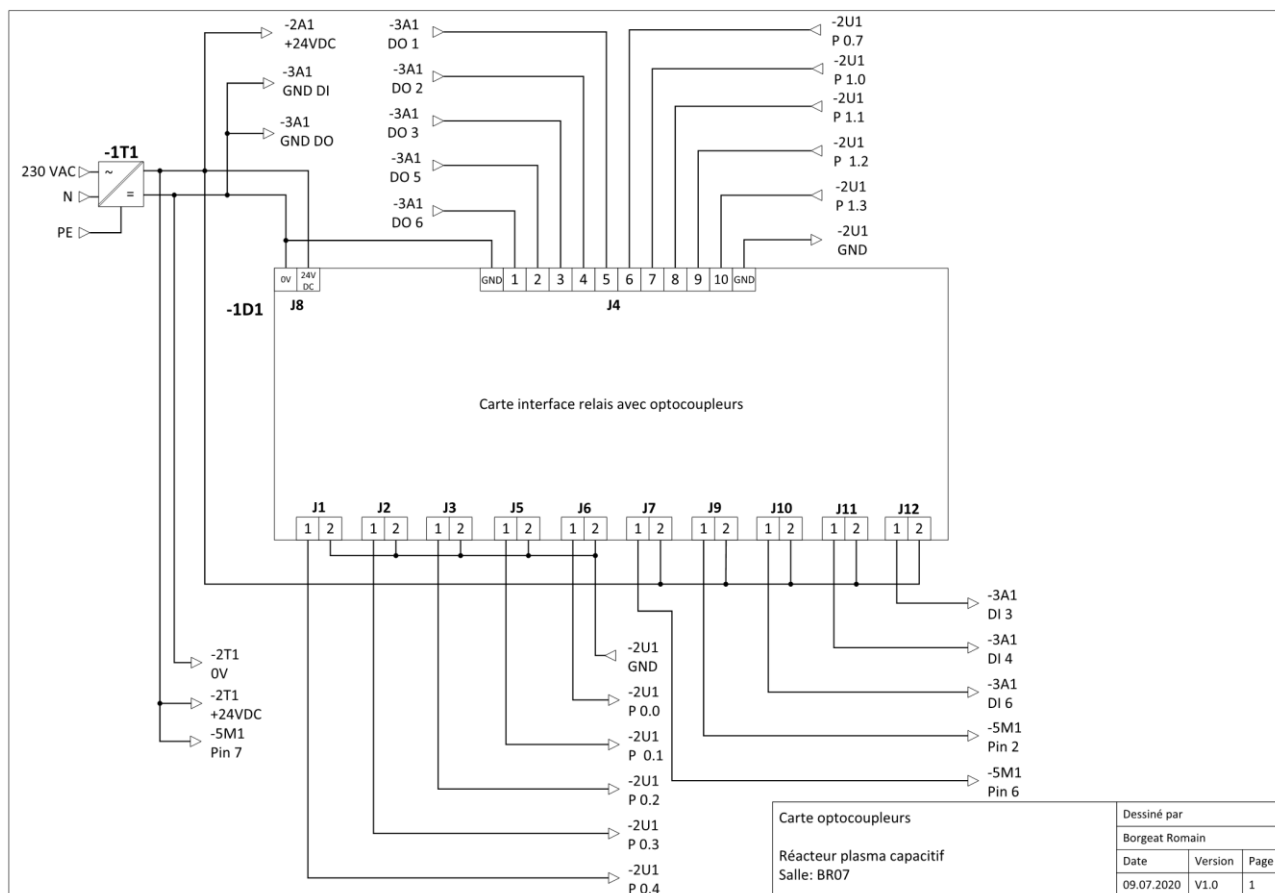 -2A1
+24VDC
-3A1
GND DI
-3A1
GND DO
-3A1
DO 1
-3A1
DO 2
-3A1
DO 3
-3A1
DO 5
-3A1
DO 6
-2U1
P 0.7
-2U1
P 1.0
-2U1
P 1.1
-2U1
P 1.2
-2U1
P 1.3
-2U1
GND
-1T1
230 VAC
~
=
N
PE
0V
24V
DC
GND 1 2 3 4 5 6 7 8 9 10 GND
-1D1
J8
J4
Carte interface relais avec optocoupleurs
J1 J2 J3 J5 J6 J7 J9 J10 J11 J12
1 2 1 2 1 2 1 2 1 2 1 2 1 2 1 2 1 2 1 2
-3A1
DI 3
-3A1
DI 4
-3A1
DI 6
-5M1
Pin 2
-5M1
Pin 6
-2T1
0V
-2T1
+24VDC
-5M1
Pin 7
-2U1
GND
-2U1
P 0.0
-2U1
P 0.1
-2U1
P 0.2
-2U1
P 0.3
-2U1
P 0.4
Carte optocoupleurs
Réacteur plasma capacitif
Salle: BR07
Dessiné par
Borgeat Romain
Date Version Page
09.07.2020 V1.0 1